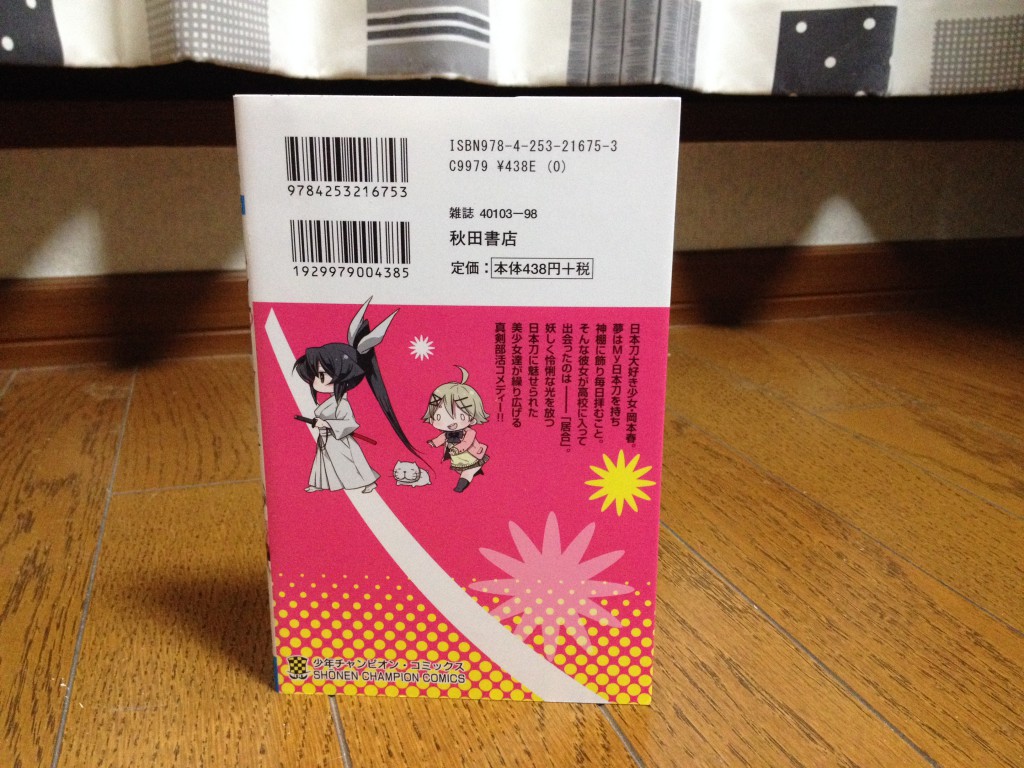 9784253216753
ISBN978-4-253-21675-3
C9979 ¥438E (0)
1929979004385
雑誌 40103−98
秋田書店
定価：本体438円＋税
日本刀大好き少女・岡本春。
夢はMy日本刀を持ち
神棚に飾り毎日拝むこと。
そんな彼女が高校に入って
出会ったのは――「居合」。
妖しく怜悧な光を放つ
日本刀に魅せられた
美少女達が繰り広げる
真剣部活コメディー!!
少年チャンピオン・コミックス
SHONEN CHAMPION COMICS